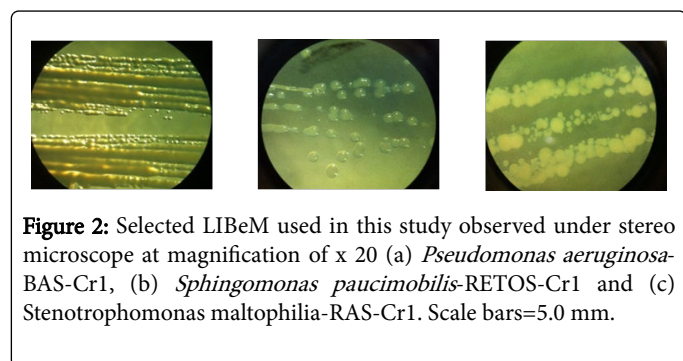 Figure 2: Selected LIBeM used in this study observed under stereo
microscope at magnification of x 20 (a) Pseudomonas aeruginosa-
BAS-Cr1, (b) Sphingomonas paucimobilis-RETOS-Cr1 and (c)
Stenotrophomonas maltophilia-RAS-Cr1. Scale bars=5.0 mm.